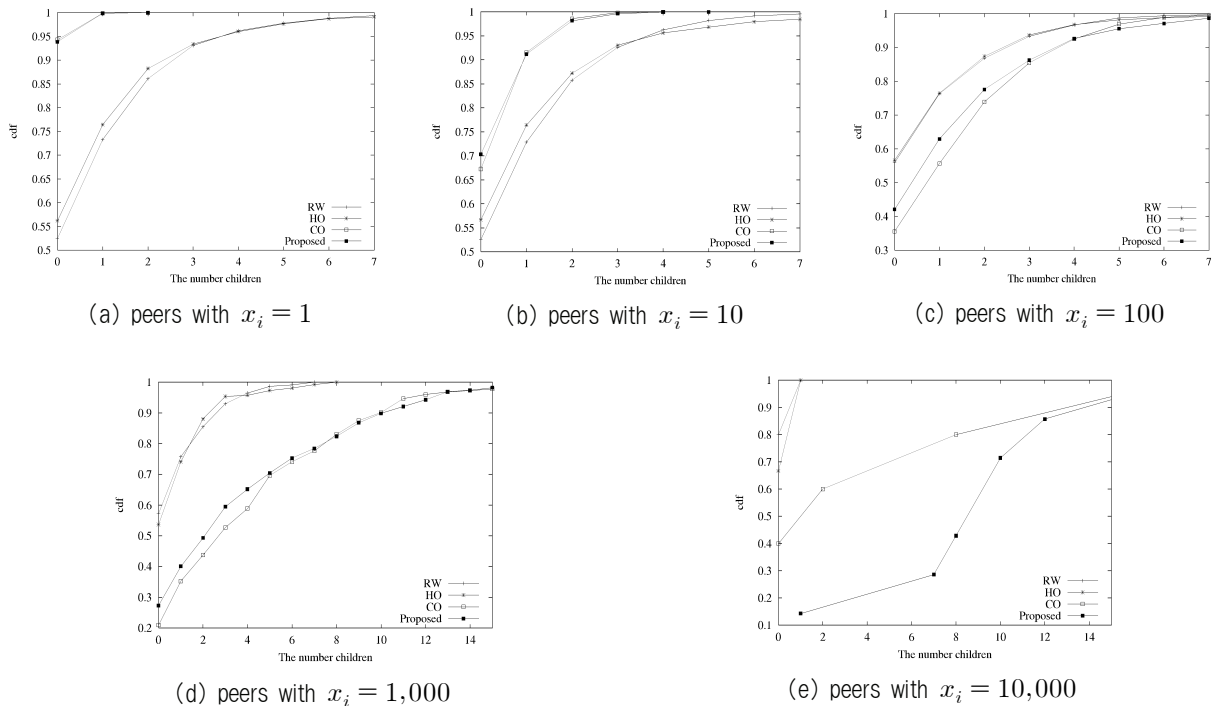 1
0.95
0.9
0.85
0.8
0.75
0.7
0.65
0.6
0.55
0.5
cdf
0 1 2 3 4 5 6 7
The number children
RW
HO
CO
Proposed
(a) peers with x_i = 1
1
0.95
0.9
0.85
0.8
0.75
0.7
0.65
0.6
0.55
0.5
cdf
0 1 2 3 4 5 6 7
The number children
RW
HO
CO
Proposed
(b) peers with x_i = 10
1
0.9
0.8
0.7
0.6
0.5
0.4
0.3
cdf
0 1 2 3 4 5 6 7
The number children
RW
HO
CO
Proposed
(c) peers with x_i = 100
1
0.9
0.8
0.7
0.6
0.5
0.4
0.3
0.2
cdf
0 2 4 6 8 10 12 14
The number children
RW
HO
CO
Proposed
(d) peers with x_i = 1,000
1
0.9
0.8
0.7
0.6
0.5
0.4
0.3
0.2
0.1
cdf
0 2 4 6 8 10 12 14
The number children
RW
HO
CO
Proposed
(e) peers with x_i = 10,000